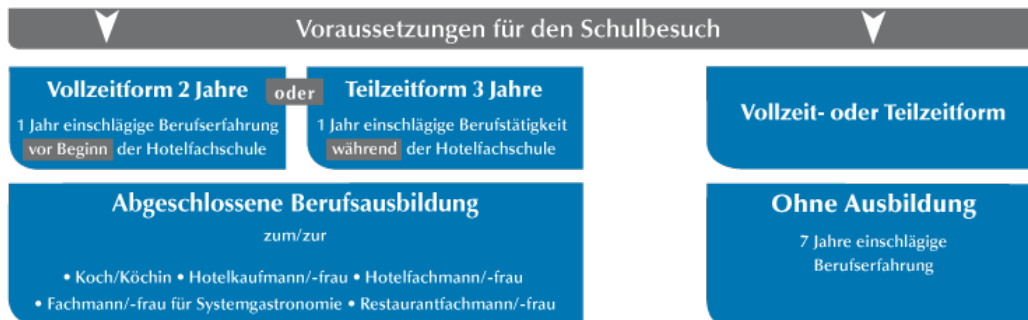 Voraussetzungen für den Schulbesuch
Vollzeitform 2 Jahre
1 Jahr einschlägige Berufserfahrung
vor Beginn der Hotelfachschule
oder
Teilzeitform 3 Jahre
1 Jahr einschlägige Berufstätigkeit
während der Hotelfachschule
Vollzeit- oder Teilzeitform
Abgeschlossene Berufsausbildung
zum/zur
• Koch/Köchin • Hotelkaufmann/-frau • Hotelfachmann/-frau
• Fachmann/-frau für Systemgastronomie • Restaurantfachmann/-frau
Ohne Ausbildung
7 Jahre einschlägige
Berufserfahrung